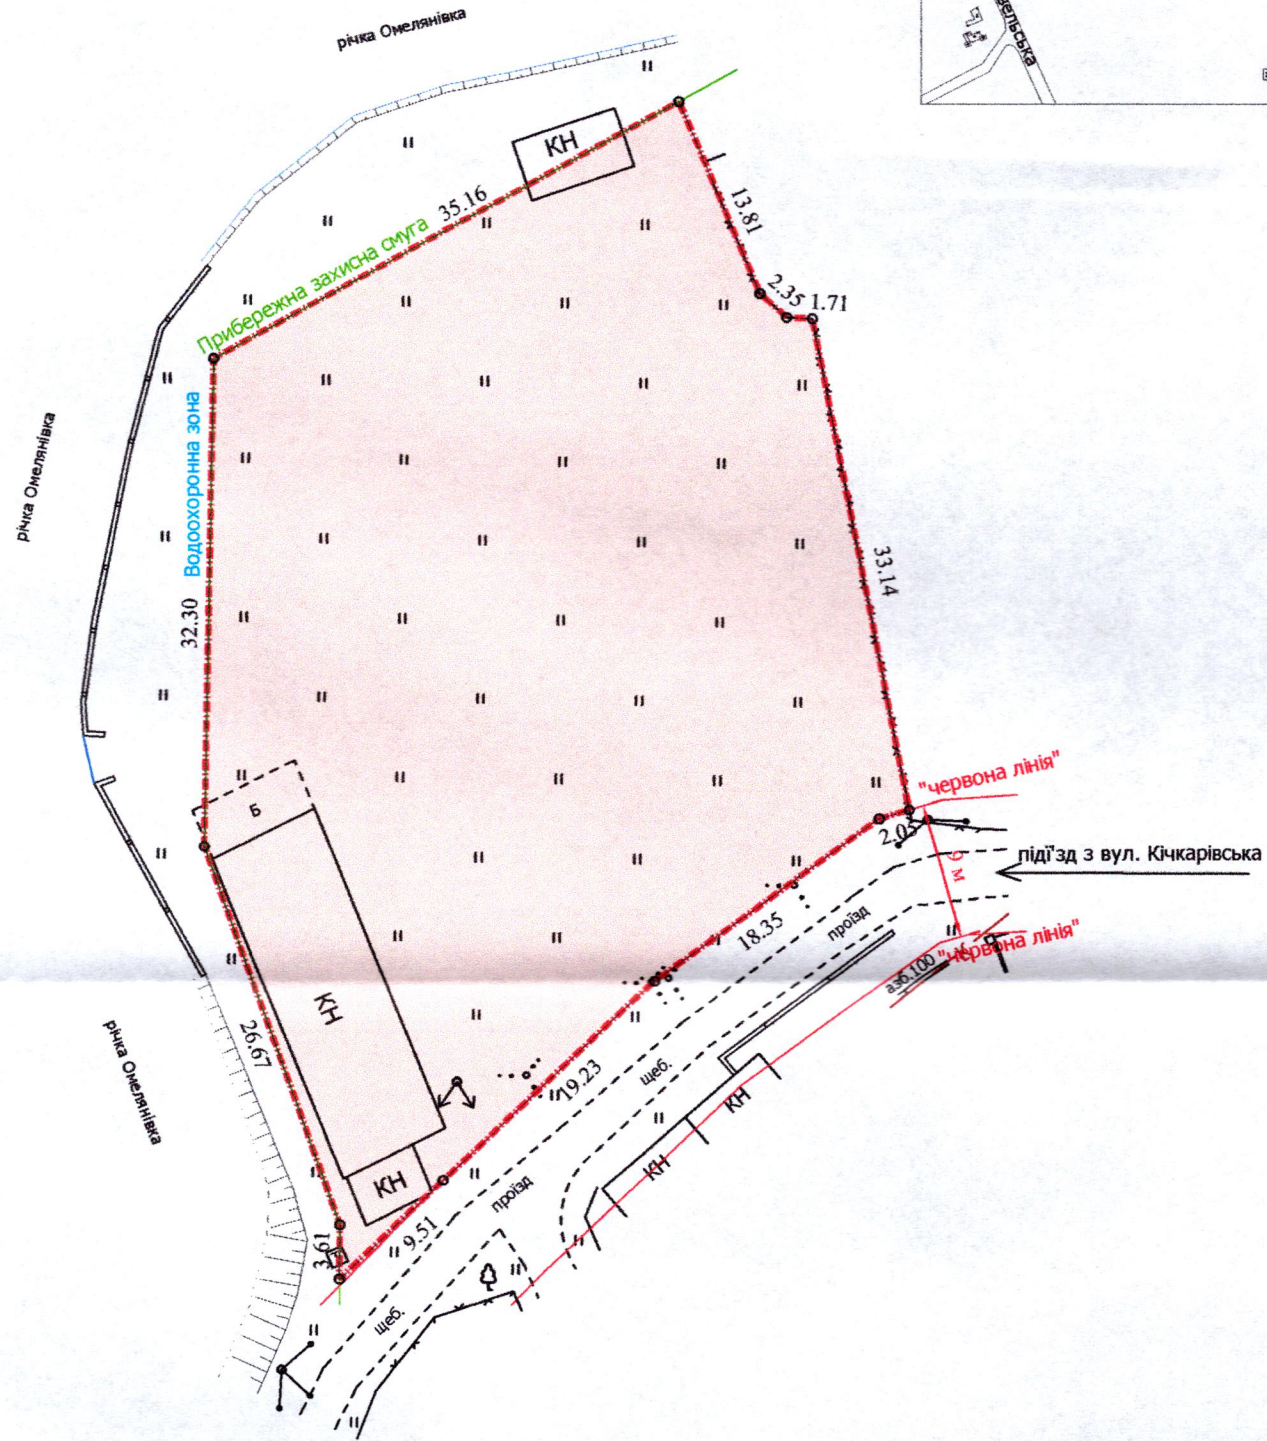 річка Омелянівка
КН
35.16
Прибережна захисна смуга
13.81
2.35
1.71
річка Омелянівка
Водоохоронна зона
32.30
33.14
"червона лінія"
Б
2.05
9 м
під'їзд з вул. Кічкарівська
18.35
проїзд
"червона лінія"
азб.100
КН
26.67
річка Омелянівка
19.23
щеб.
КН
КН
КН
проїзд
9.51
3.61
щеб.